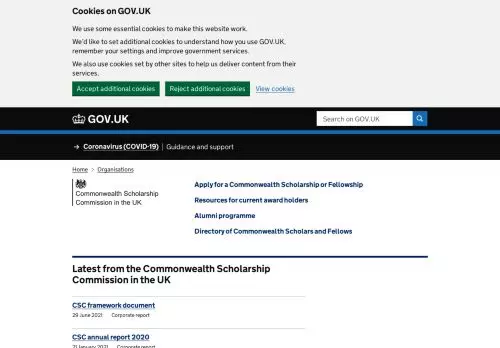 Cookies on GOV.UK
We use some essential cookies to make this website work.
We'd like to set additional cookies to understand how you use GOV.UK,
remember your settings and improve government services.
We also use cookies set by other sites to help us deliver content from their
services.
Accept additional cookies Reject additional cookies View cookies
GOV.UK Search on GOV.UK
→ Coronavirus (COVID-19) | Guidance and support
Home > Organisations
Commonwealth Scholarship
Commission in the UK
Apply for a Commonwealth Scholarship or Fellowship
Resources for current award holders
Alumni programme
Directory of Commonwealth Scholars and Fellows
Latest from the Commonwealth Scholarship
Commission in the UK
CSC framework document
29 June 2021 Corporate report
CSC annual report 2020
21 January 2021 Corporate report